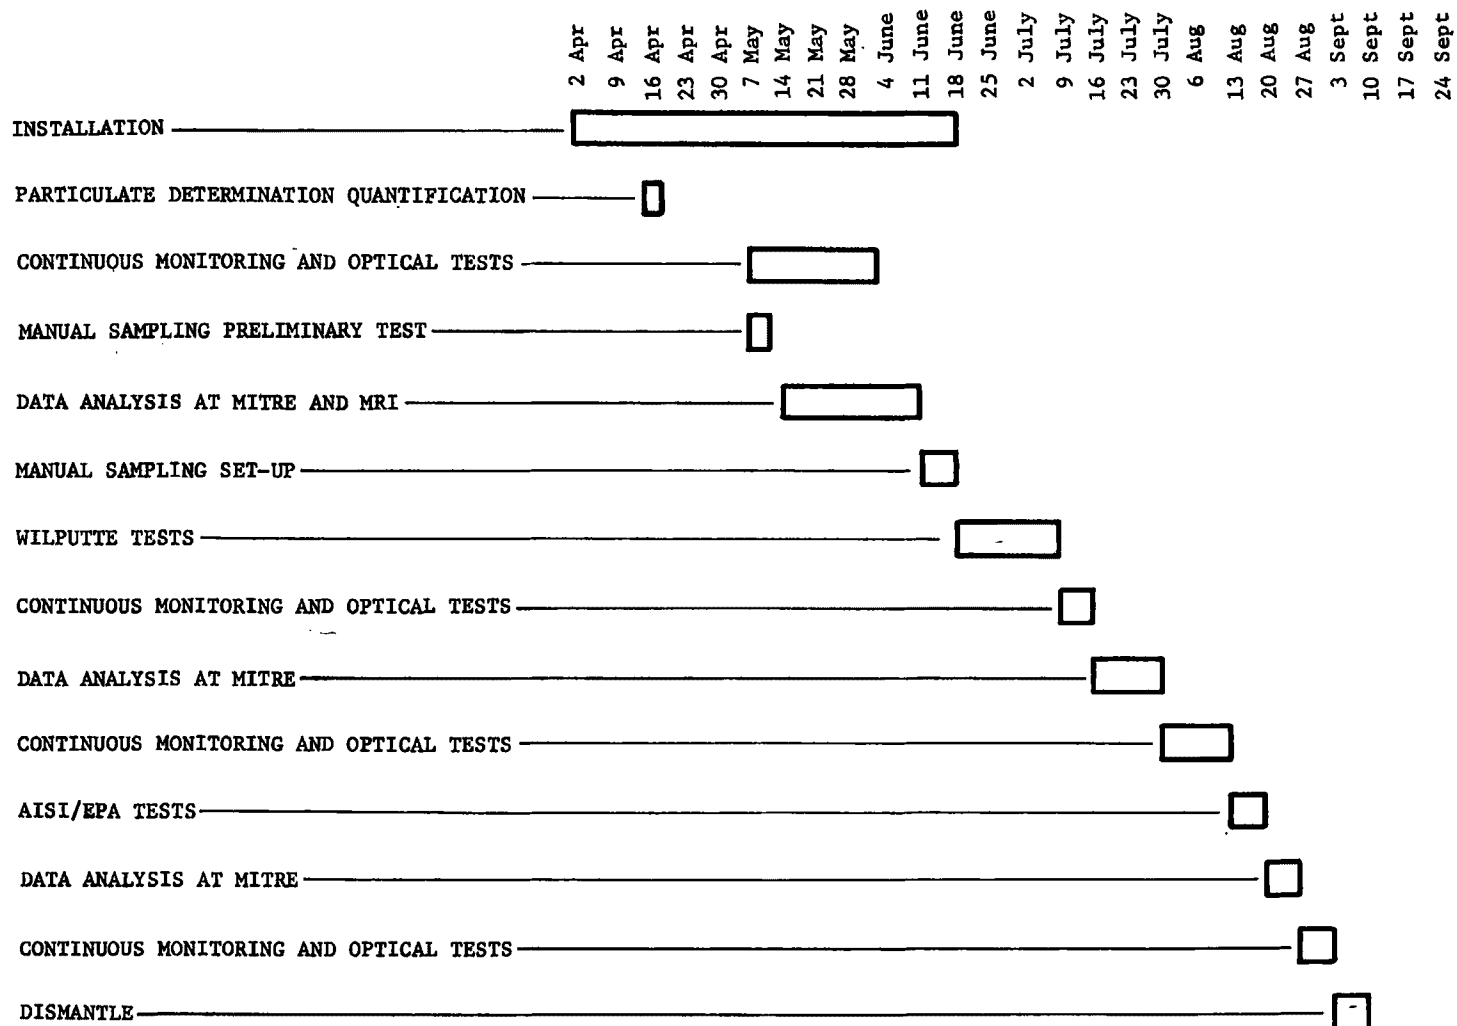 2 Apr
9 Apr
16 Apr
23 Apr
30 Apr
7 May
14 May
21 May
28 May
4 June
11 June
18 June
25 June
2 July
9 July
16 July
23 July
30 July
6 Aug
13 Aug
20 Aug
27 Aug
3 Sept
10 Sept
17 Sept
24 Sept
INSTALLATION
PARTICULATE DETERMINATION QUANTIFICATION
CONTINUOUS MONITORING AND OPTICAL TESTS
MANUAL SAMPLING PRELIMINARY TEST
DATA ANALYSIS AT MITRE AND MRI
MANUAL SAMPLING SET-UP
WILPUTTE TESTS
CONTINUOUS MONITORING AND OPTICAL TESTS
DATA ANALYSIS AT MITRE
CONTINUOUS MONITORING AND OPTICAL TESTS
AISI/EPA TESTS
DATA ANALYSIS AT MITRE
CONTINUOUS MONITORING AND OPTICAL TESTS
DISMANTLE